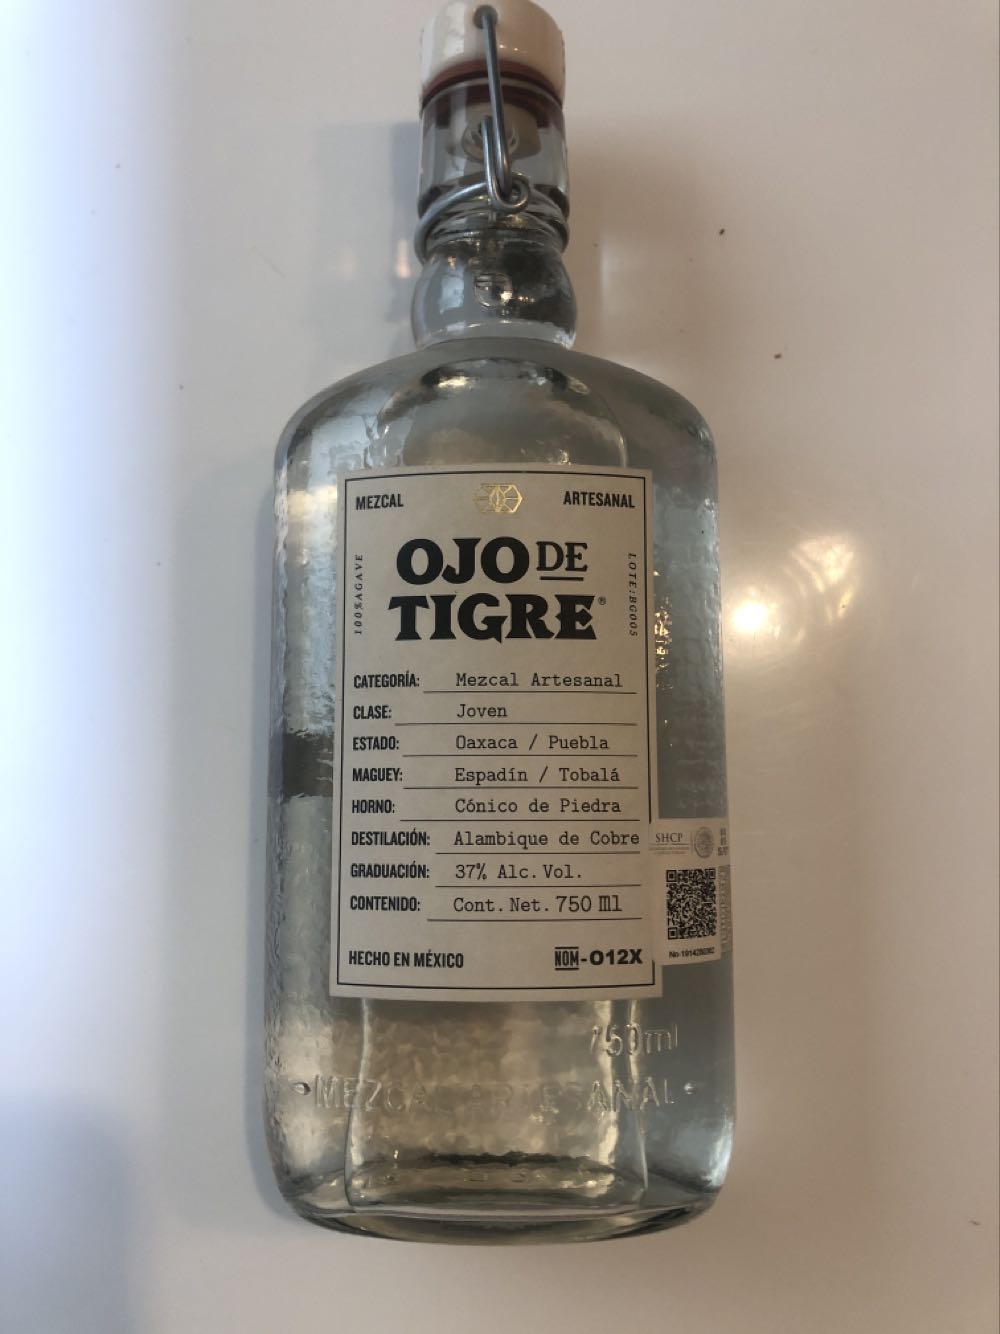 MEZCAL ARTESANAL
100% AGAVE
OJO DE
TIGRE®
LOTE: BG005
CATEGORÍA: Mezcal Artesanal
CLASE: Joven
ESTADO: Oaxaca / Puebla
MAGUEY: Espadín / Tobalá
HORNO: Cónico de Piedra
DESTILACIÓN: Alambique de Cobre
GRADUACIÓN: 37% Alc. Vol.
CONTENIDO: Cont. Net. 750 ml
HECHO EN MÉXICO NOM-012X
SHCP
750ml
•MEZCAL ARTESANAL•